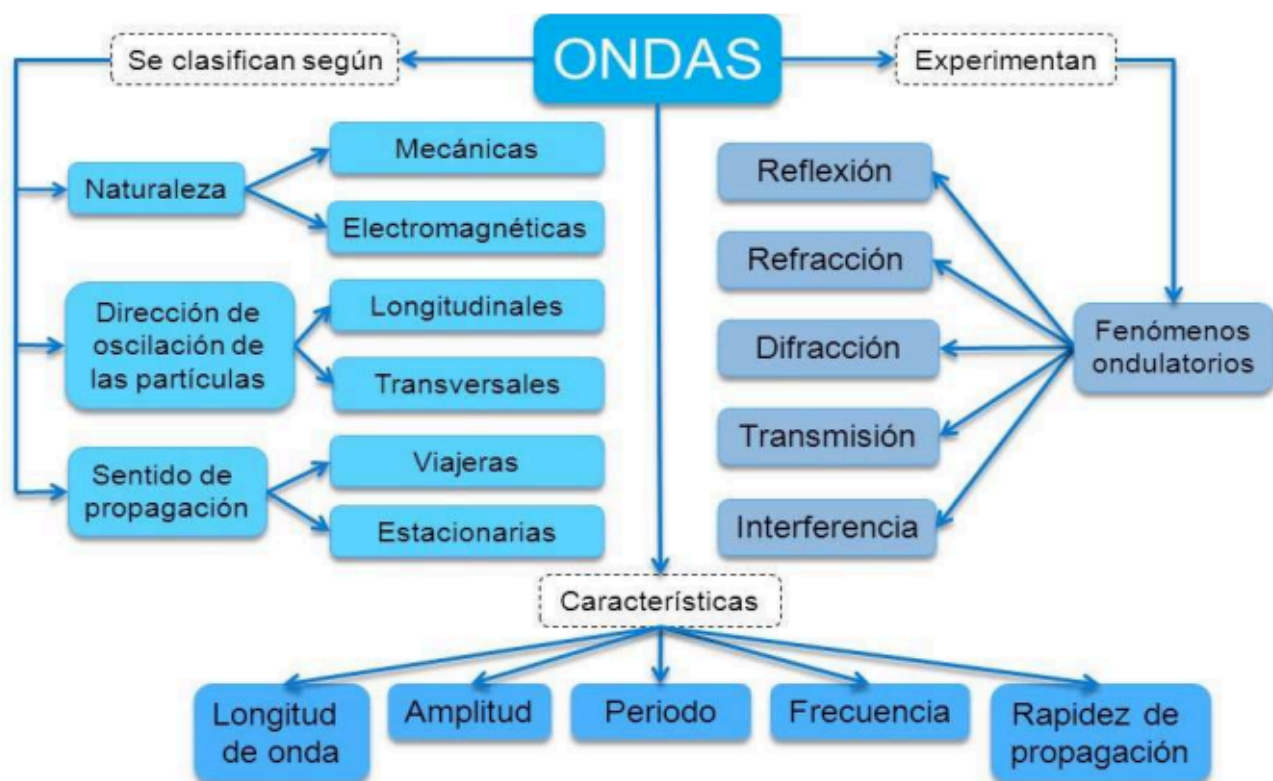 ONDAS
Se clasifican según
Experimentan
Naturaleza
Mecánicas
Electromagnéticas
Dirección de
oscilación de
las partículas
Longitudinales
Transversales
Sentido de
propagación
Viajeras
Estacionarias
Reflexión
Refracción
Difracción
Transmisión
Interferencia
Fenómenos
ondulatorios
Características
Longitud
de onda
Amplitud
Periodo
Frecuencia
Rapidez de
propagación